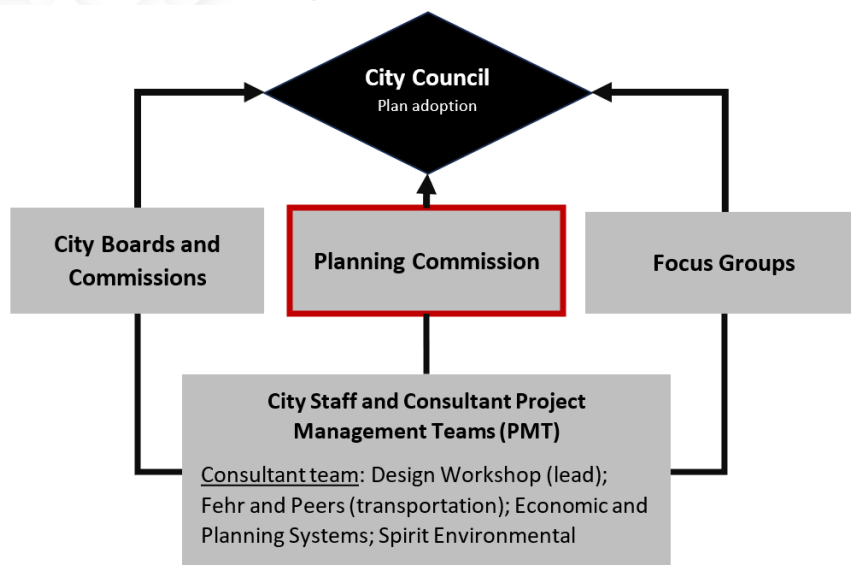 City Council
Plan adoption
City Boards and
Commissions
Planning Commission
Focus Groups
City Staff and Consultant Project
Management Teams (PMT)
Consultant team: Design Workshop (lead);
Fehr and Peers (transportation); Economic and
Planning Systems; Spirit Environmental